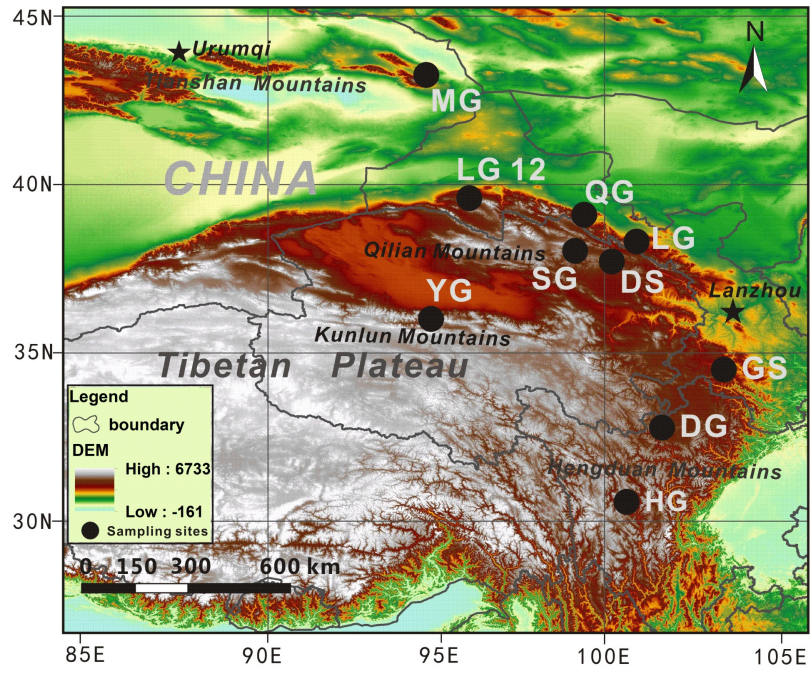 45N
N
Urumqi
Tianshan Mountains
MG
CHINA
LG 12
40N
QG
LG
Qilian Mountains
SG
DS
YG
Lanzhou
Kunlun Mountains
35N
Tibetan Plateau
GS
Legend
boundary
DG
DEM
High : 6733
Hengduan Mountains
Low : -161
HG
30N
Sampling sites
0 150 300 600 km
85E
90E
95E
100E
105E